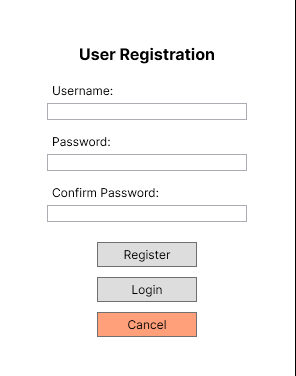 User Registration
Username:
Password:
Confirm Password:
Register
Login
Cancel